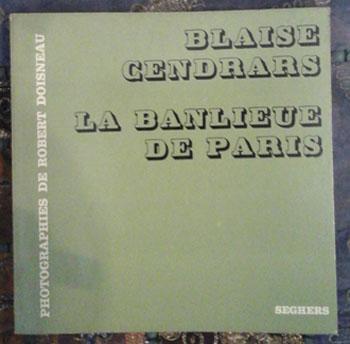 BLAISE
CENDRARS
LA BANLIEUE
DE PARIS
PHOTOGRAPHIES DE ROBERT DOISNEAU
SEGHERS